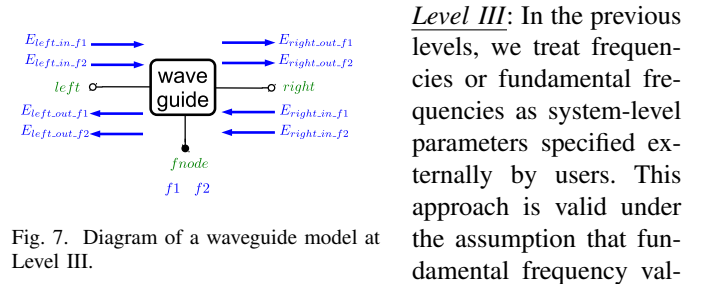 E_left_in_f1
E_right_out_f1
E_left_in_f2
E_right_out_f2
left
wave
guide
right
E_left_out_f1
E_right_in_f1
E_left_out_f2
E_right_in_f2
fnode
f1 f2
Fig. 7. Diagram of a waveguide model at
Level III.
Level III: In the previous
levels, we treat frequen-
cies or fundamental fre-
quencies as system-level
parameters specified ex-
ternally by users. This
approach is valid under
the assumption that fun-
damental frequency val-